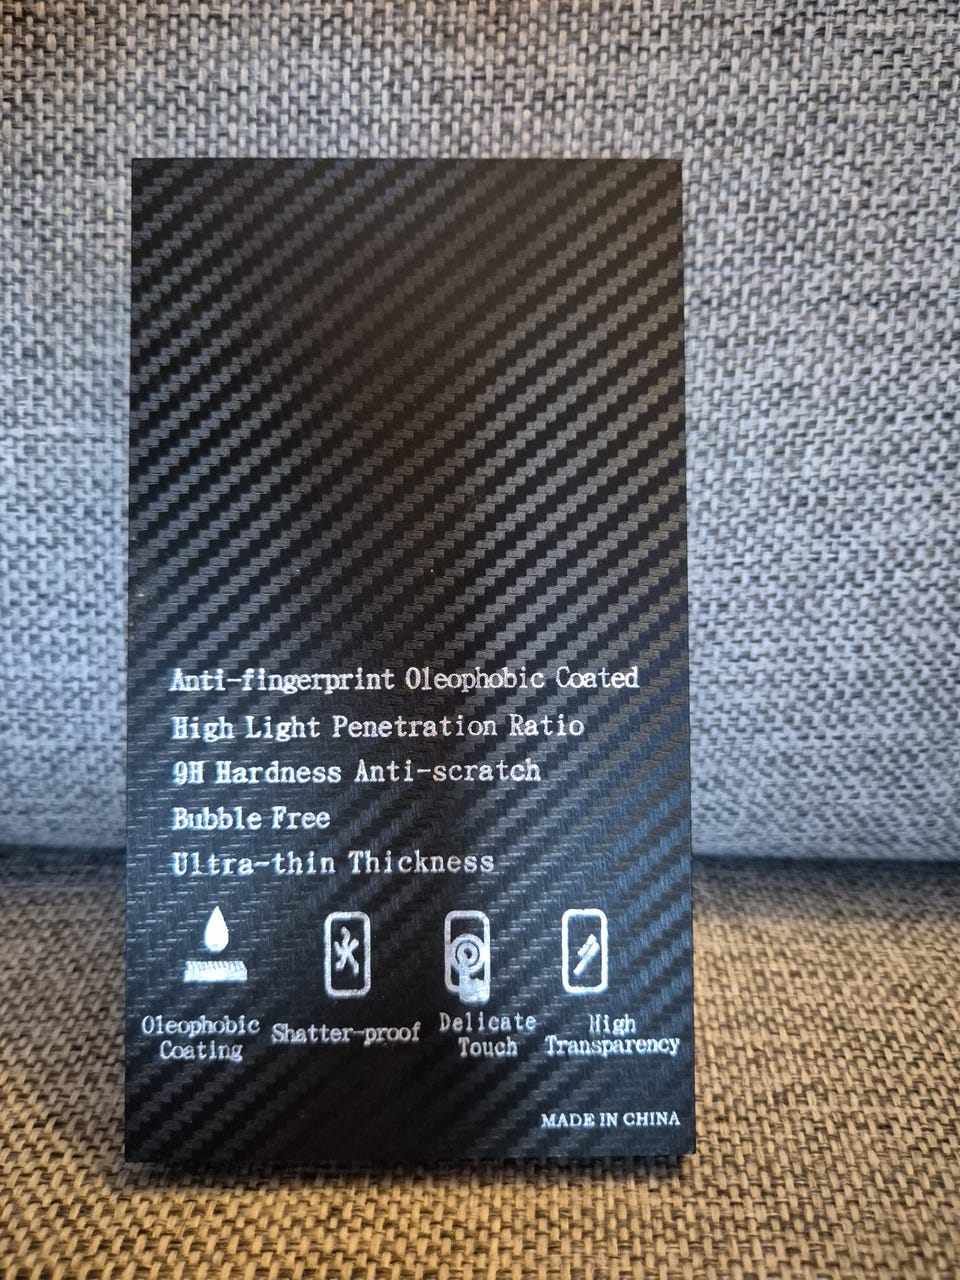 Anti-fingerprint Oleophobic Coated
High Light Penetration Ratio
9H Hardness Anti-scratch
Bubble Free
Ultra-thin Thickness
Oleophobic
Coating
Shatter-proof
Delicate
Touch
High
Transparency
MADE IN CHINA